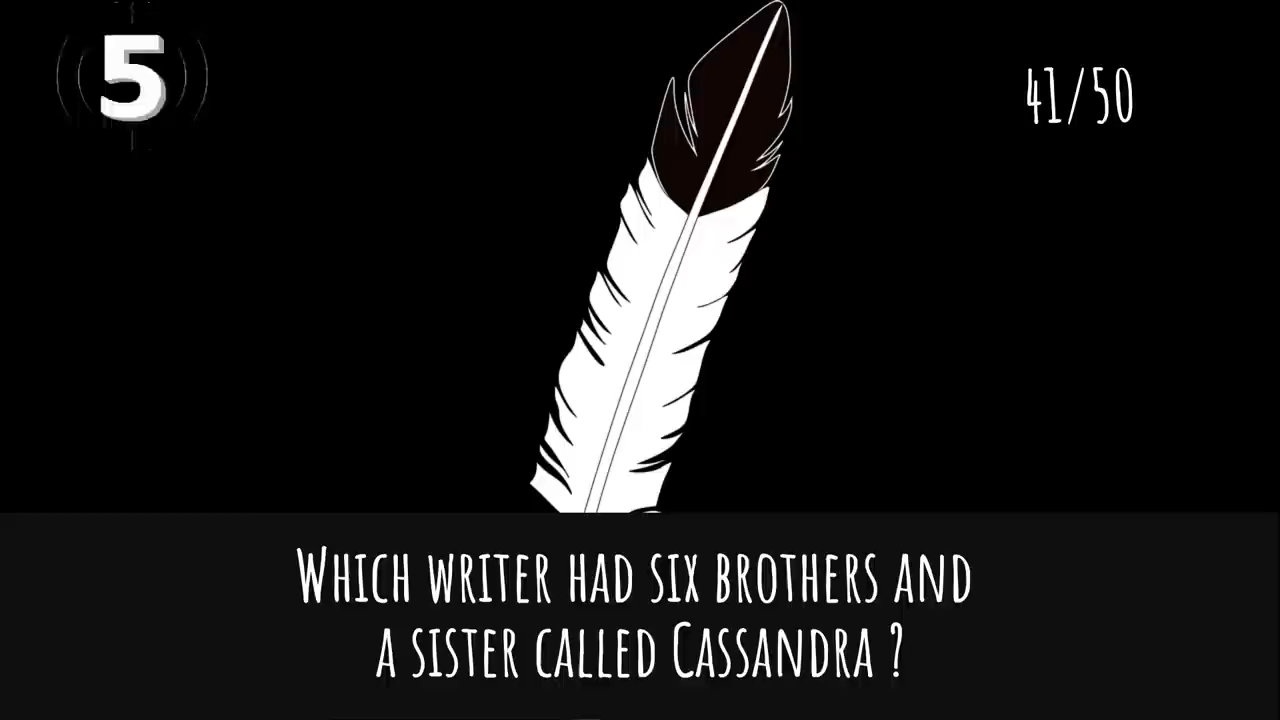 5
41/50
Which writer had six brothers and
a sister called Cassandra ?